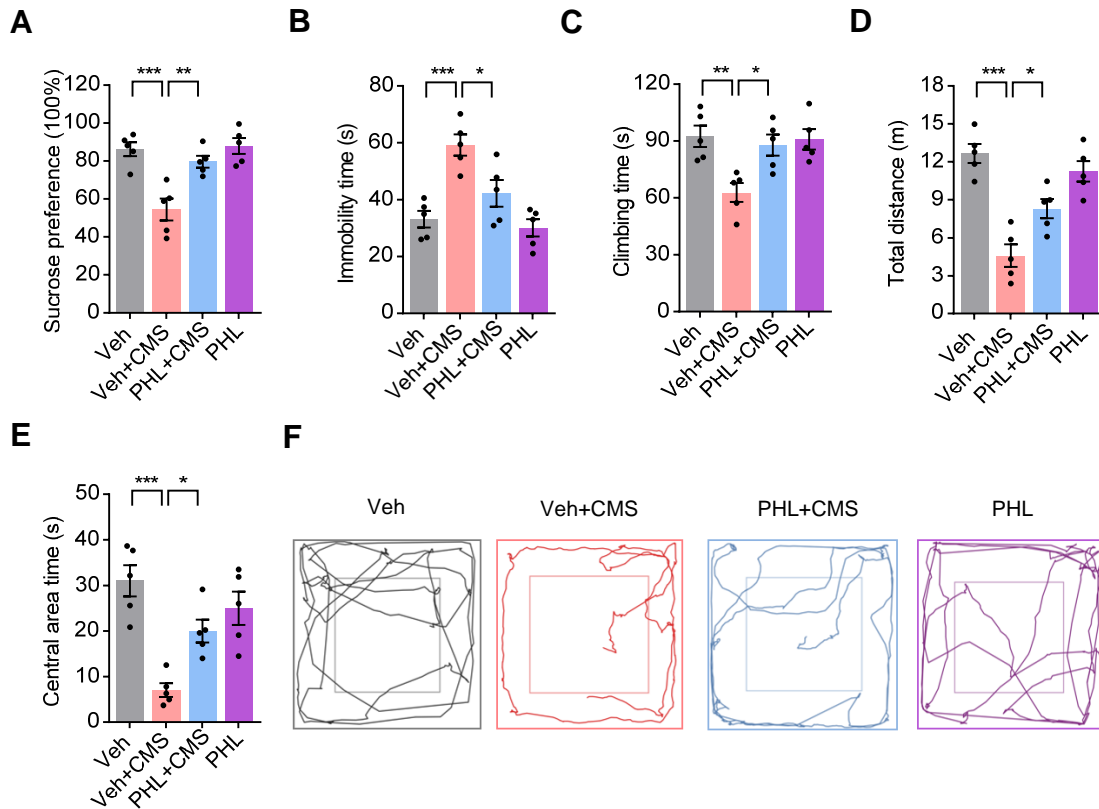 A
Sucrose preference (100%)
120
100
80
60
40
20
0
***
**
Veh
Veh+CMS
PHL+CMS
PHL
B
Immobility time (s)
80
60
40
20
0
***
*
Veh
Veh+CMS
PHL+CMS
PHL
C
Climbing time (s)
120
90
60
30
0
**
*
Veh
Veh+CMS
PHL+CMS
PHL
D
Total distance (m)
18
15
12
9
6
3
0
***
*
Veh
Veh+CMS
PHL+CMS
PHL
E
Central area time (s)
50
40
30
20
10
0
***
*
Veh
Veh+CMS
PHL+CMS
PHL
F
Veh
Veh+CMS
PHL+CMS
PHL